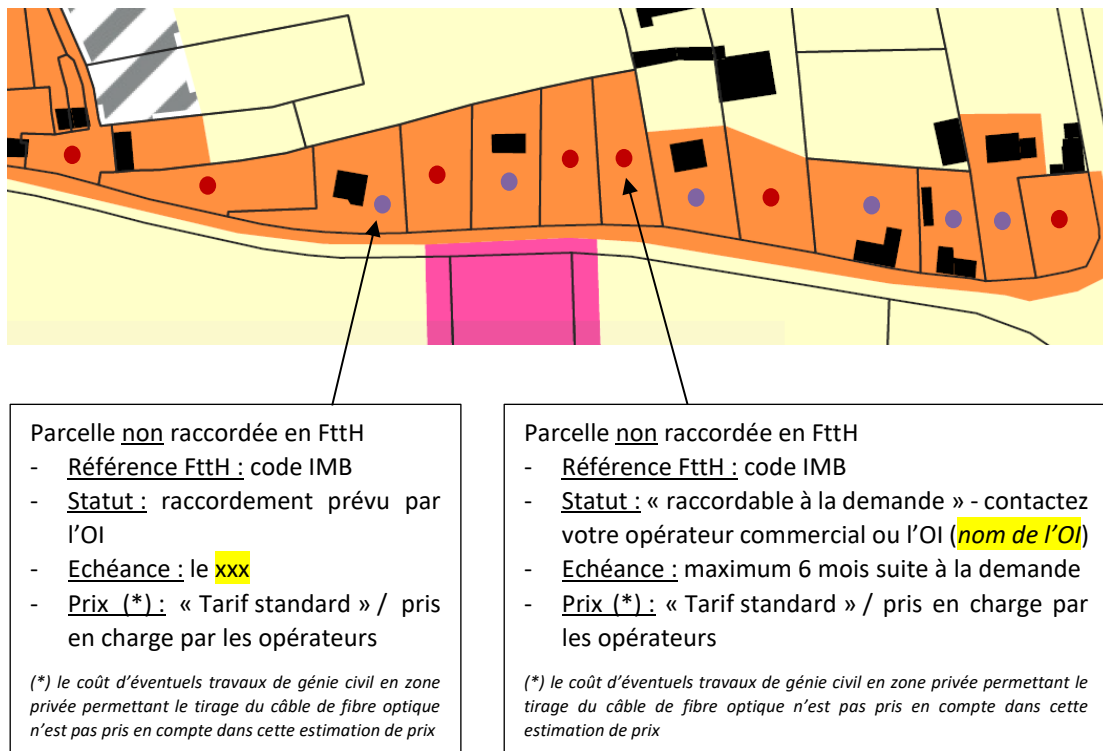 Parcelle non raccordée en FttH
- Référence FttH : code IMB
- Statut : raccordement prévu par
l’OI
- Echéance : le xxx
- Prix (*) : « Tarif standard » / pris
en charge par les opérateurs
(*) le coût d’éventuels travaux de génie civil en zone
privée permettant le tirage du câble de fibre optique
n’est pas pris en compte dans cette estimation de prix
Parcelle non raccordée en FttH
- Référence FttH : code IMB
- Statut : « raccordable à la demande » - contactez
votre opérateur commercial ou l’OI (nom de l’OI)
- Echéance : maximum 6 mois suite à la demande
- Prix (*) : « Tarif standard » / pris en charge par
les opérateurs
(*) le coût d’éventuels travaux de génie civil en zone privée permettant le
tirage du câble de fibre optique n’est pas pris en compte dans cette
estimation de prix